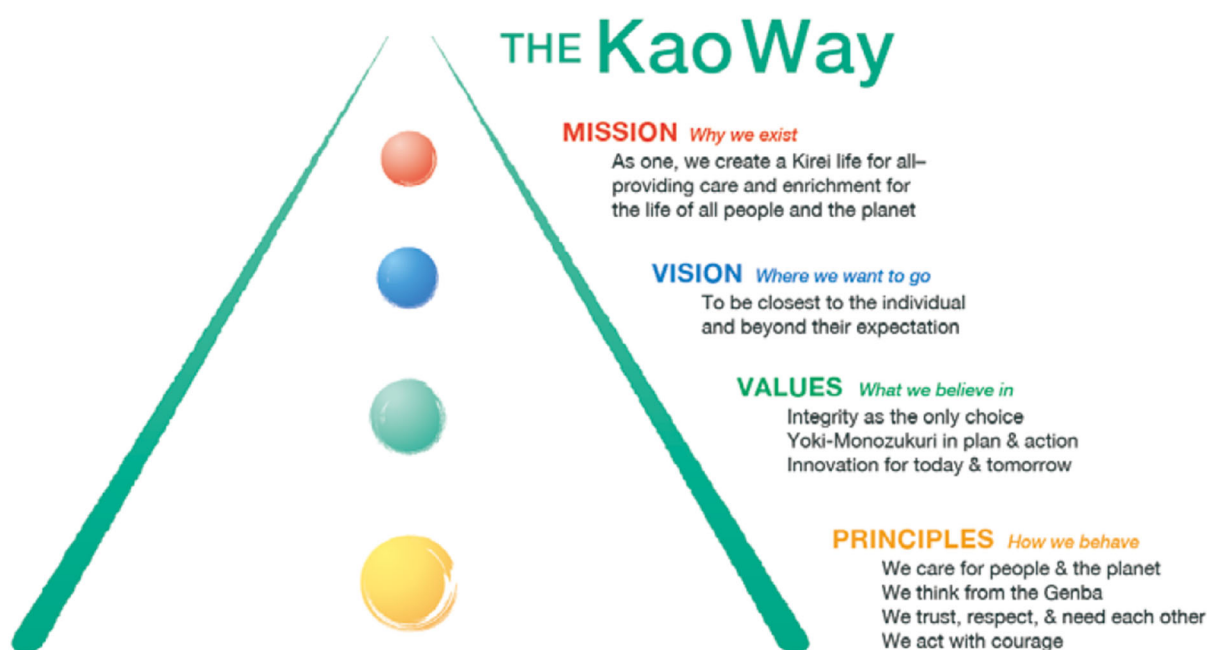 THE Kao Way
MISSION Why we exist
As one, we create a Kirei life for all–
providing care and enrichment for
the life of all people and the planet
VISION Where we want to go
To be closest to the individual
and beyond their expectation
VALUES What we believe in
Integrity as the only choice
Yoki-Monozukuri in plan & action
Innovation for today & tomorrow
PRINCIPLES How we behave
We care for people & the planet
We think from the Genba
We trust, respect, & need each other
We act with courage